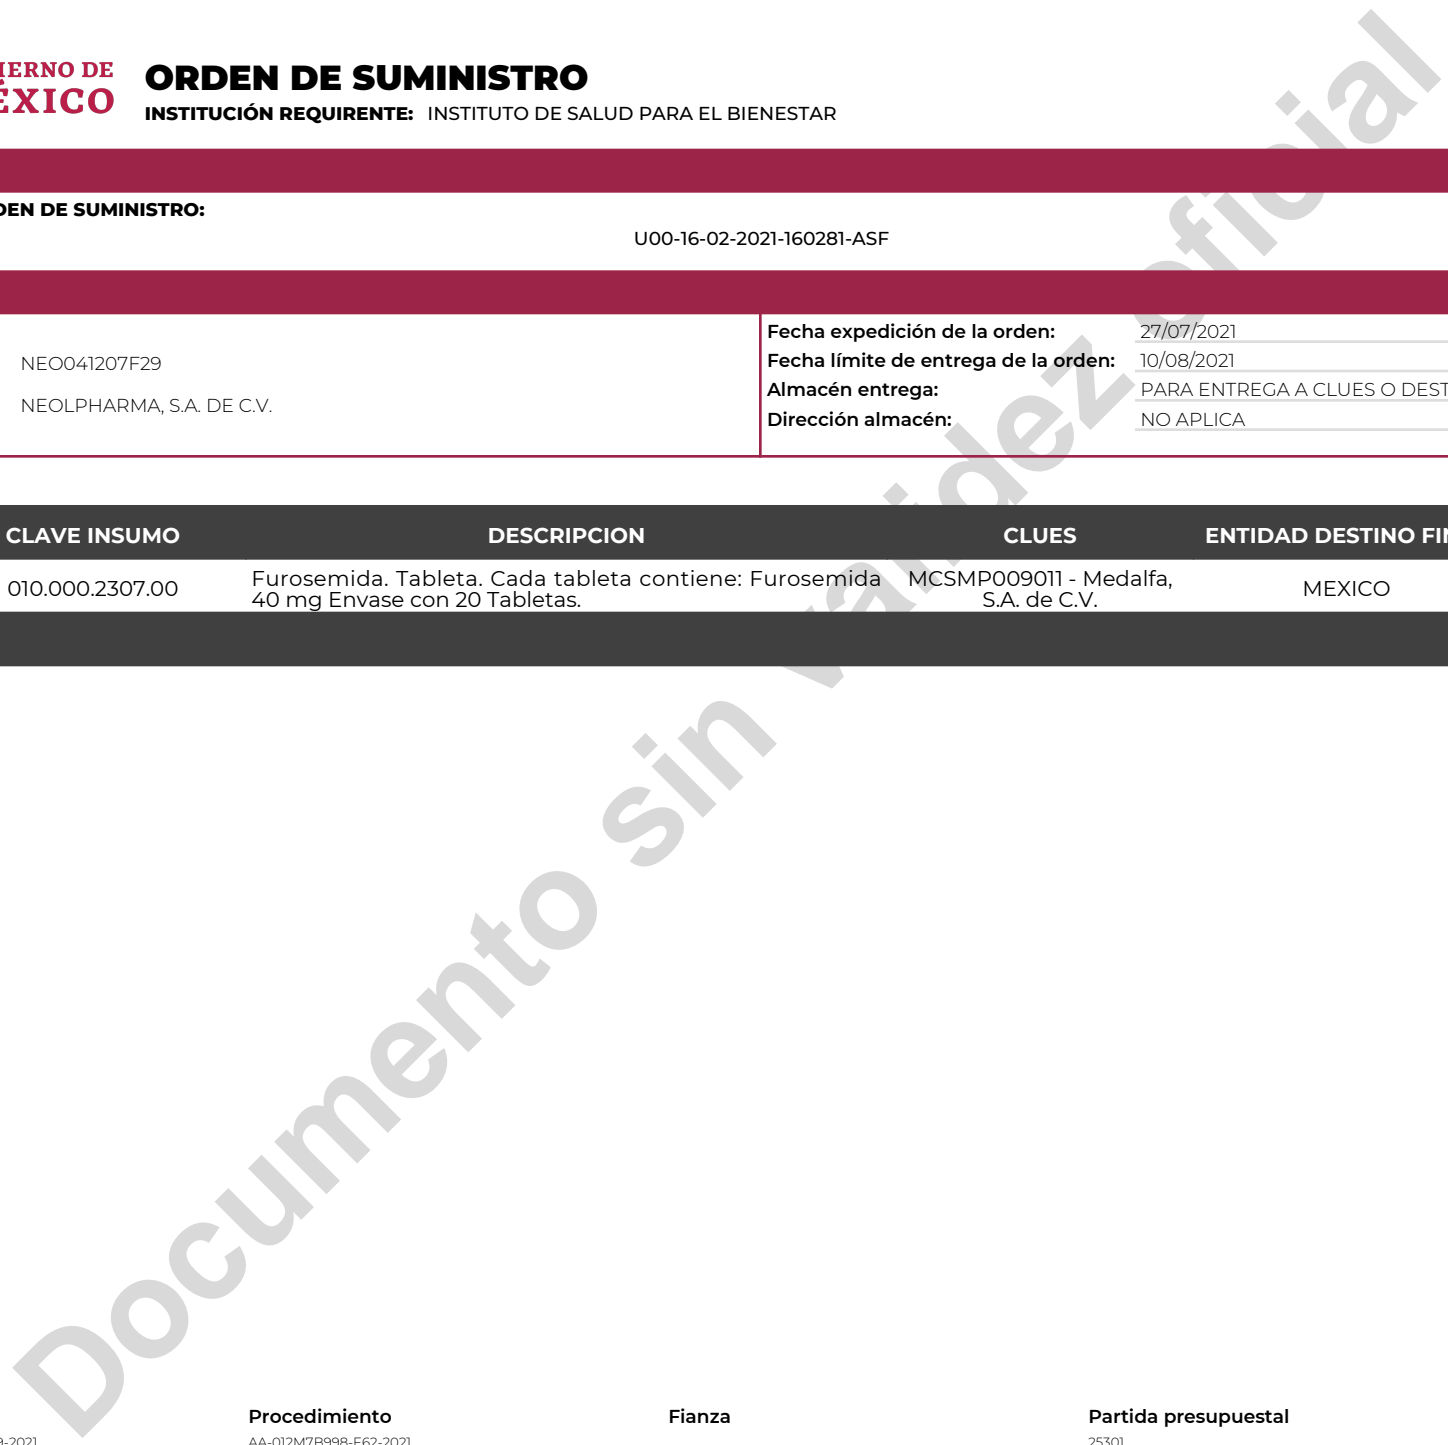 IERNO DE
ÉXICO
ORDEN DE SUMINISTRO
INSTITUCIÓN REQUIRENTE: INSTITUTO DE SALUD PARA EL BIENESTAR
DEN DE SUMINISTRO:
U00-16-02-2021-160281-ASF
NEO041207F29
NEOLPHARMA, S.A. DE C.V.
Fecha expedición de la orden: 27/07/2021
Fecha límite de entrega de la orden: 10/08/2021
Almacén entrega: PARA ENTREGA A CLUES O DEST
Dirección almacén: NO APLICA
CLAVE INSUMO DESCRIPCION CLUES ENTIDAD DESTINO FIN
010.000.2307.00
Furosemida. Tableta. Cada tableta contiene: Furosemida
40 mg Envase con 20 Tabletas.
MCSMP009011 - Medalfa,
S.A. de C.V.
MEXICO
Documento sin validez oficial
Procedimiento Fianza Partida presupuestal
9-2021 AA-012M7B998-E62-2021 25301